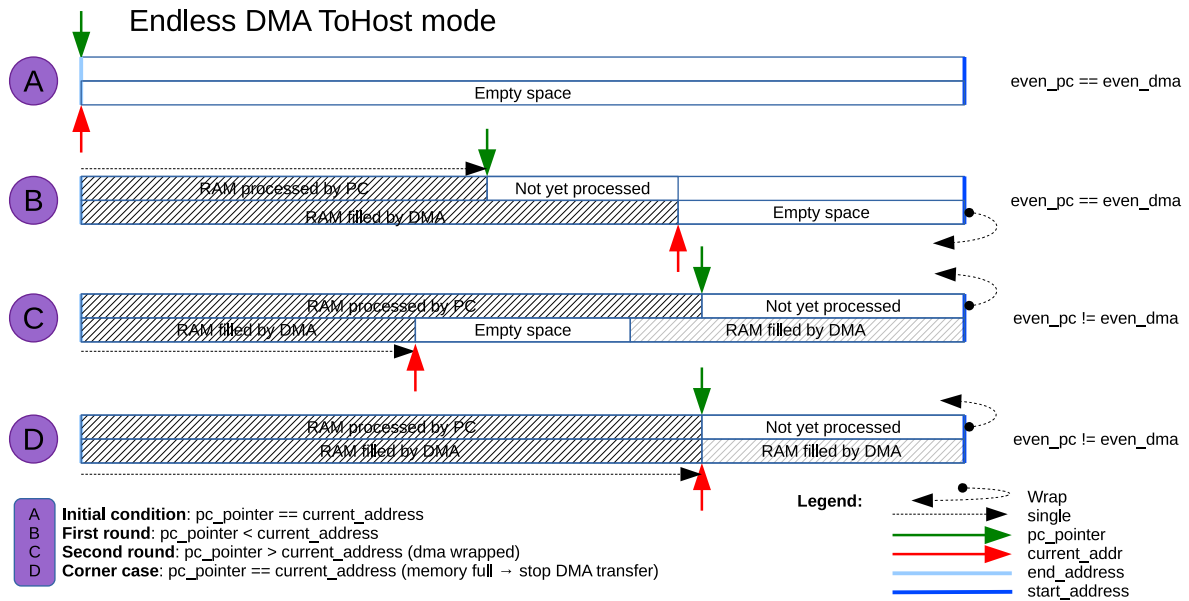 Endless DMA ToHost mode
A
Empty space
even_pc == even_dma
B
RAM processed by PC
Not yet processed
RAM filled by DMA
Empty space
even_pc == even_dma
C
RAM processed by PC
Not yet processed
RAM filled by DMA
Empty space
RAM filled by DMA
even_pc != even_dma
D
RAM processed by PC
Not yet processed
RAM filled by DMA
RAM filled by DMA
even_pc != even_dma
A Initial condition: pc_pointer == current_address
B First round: pc_pointer < current_address
C Second round: pc_pointer > current_address (dma wrapped)
D Corner case: pc_pointer == current_address (memory full → stop DMA transfer)
Legend:
Wrap
single
pc_pointer
current_addr
end_address
start_address